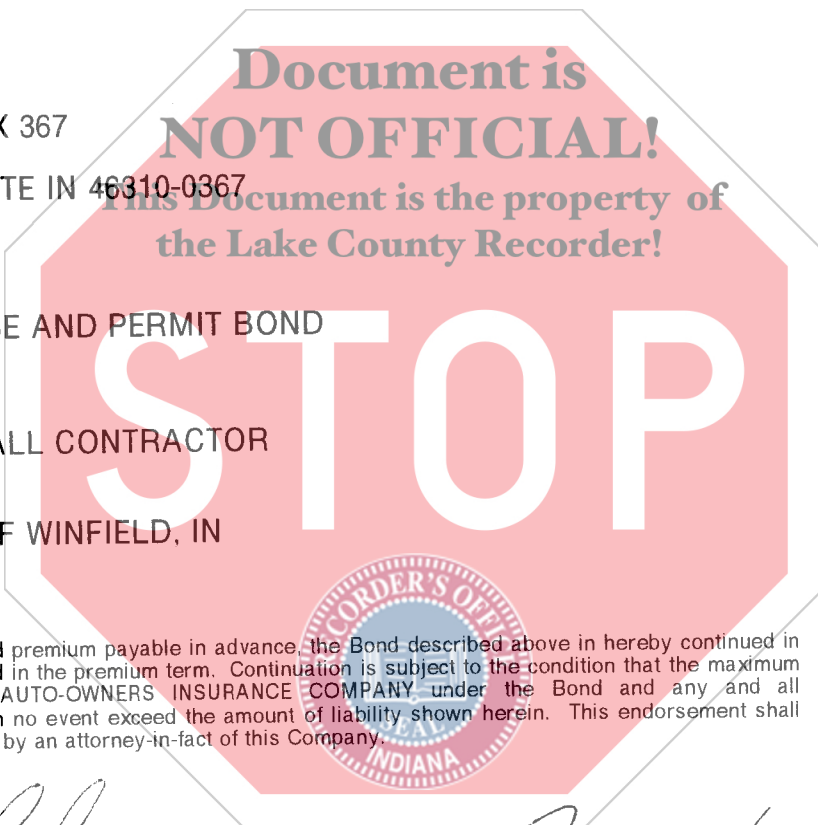 Document is
NOT OFFICIAL!
X 367
TE IN 46310-0367
This Document is the property of
the Lake County Recorder!
E AND PERMIT BOND
STOP
ALL CONTRACTOR
F WINFIELD, IN
RECORDER'S OFFICE
SEAL
INDIANA
d premium payable in advance, the Bond described above in hereby continued in
d in the premium term. Continuation is subject to the condition that the maximum
AUTO-OWNERS INSURANCE COMPANY under the Bond and any and all
n no event exceed the amount of liability shown herein. This endorsement shall
by an attorney-in-fact of this Company.